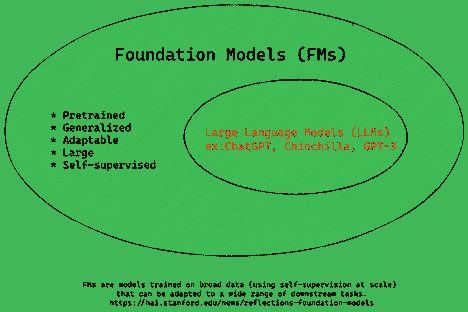 Foundation Models (FMs)
* Pretrained
* Generalized
* Adaptable
* Large
* Self-supervised
Large Language Models (LLMs)
ex:ChatGPT, Chinchilla, GPT-3
FMs are models trained on broad data (using self-supervision at scale)
that can be adapted to a wide range of downstream tasks.
https://hai.stanford.edu/news/reflections-foundation-models